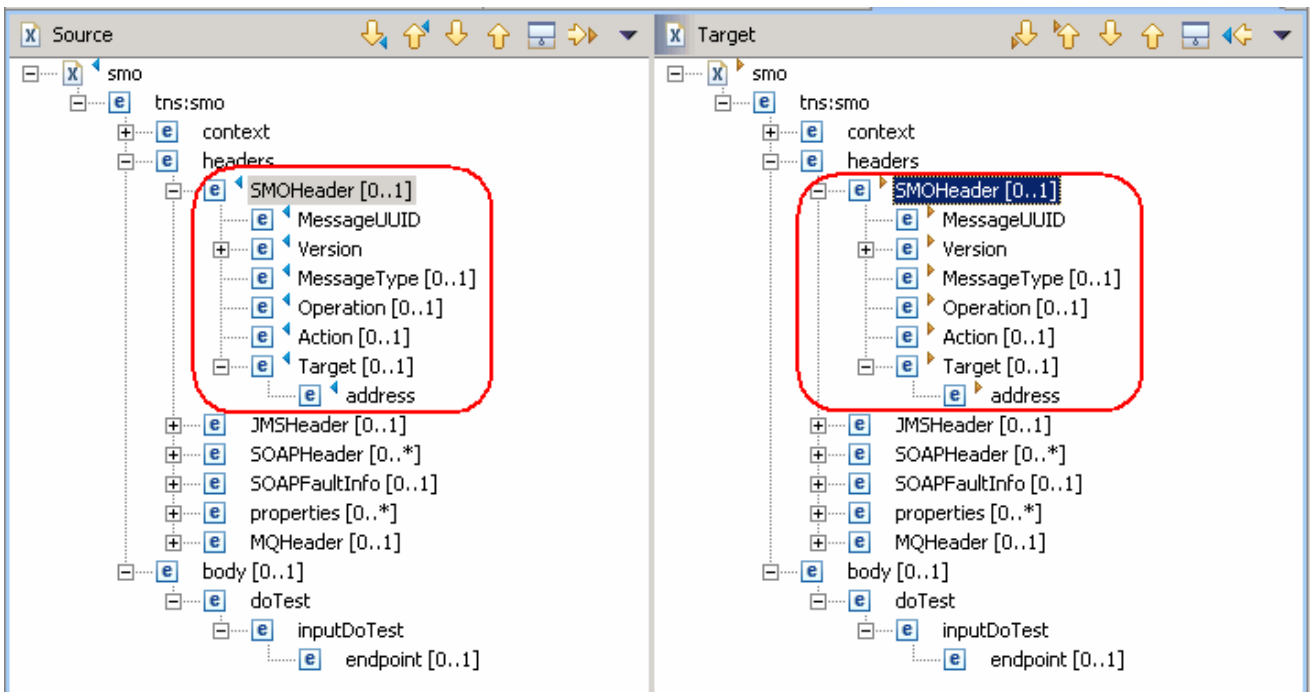 Source
smo
tns:smo
context
headers
SMOHeader [0..1]
MessageUUID
Version
MessageType [0..1]
Operation [0..1]
Action [0..1]
Target [0..1]
address
JMSHeader [0..1]
SOAPHeader [0..*]
SOAPFaultInfo [0..1]
properties [0..*]
MQHeader [0..1]
body [0..1]
doTest
inputDoTest
endpoint [0..1]
Target
smo
tns:smo
context
headers
SMOHeader [0..1]
MessageUUID
Version
MessageType [0..1]
Operation [0..1]
Action [0..1]
Target [0..1]
address
JMSHeader [0..1]
SOAPHeader [0..*]
SOAPFaultInfo [0..1]
properties [0..*]
MQHeader [0..1]
body [0..1]
doTest
inputDoTest
endpoint [0..1]